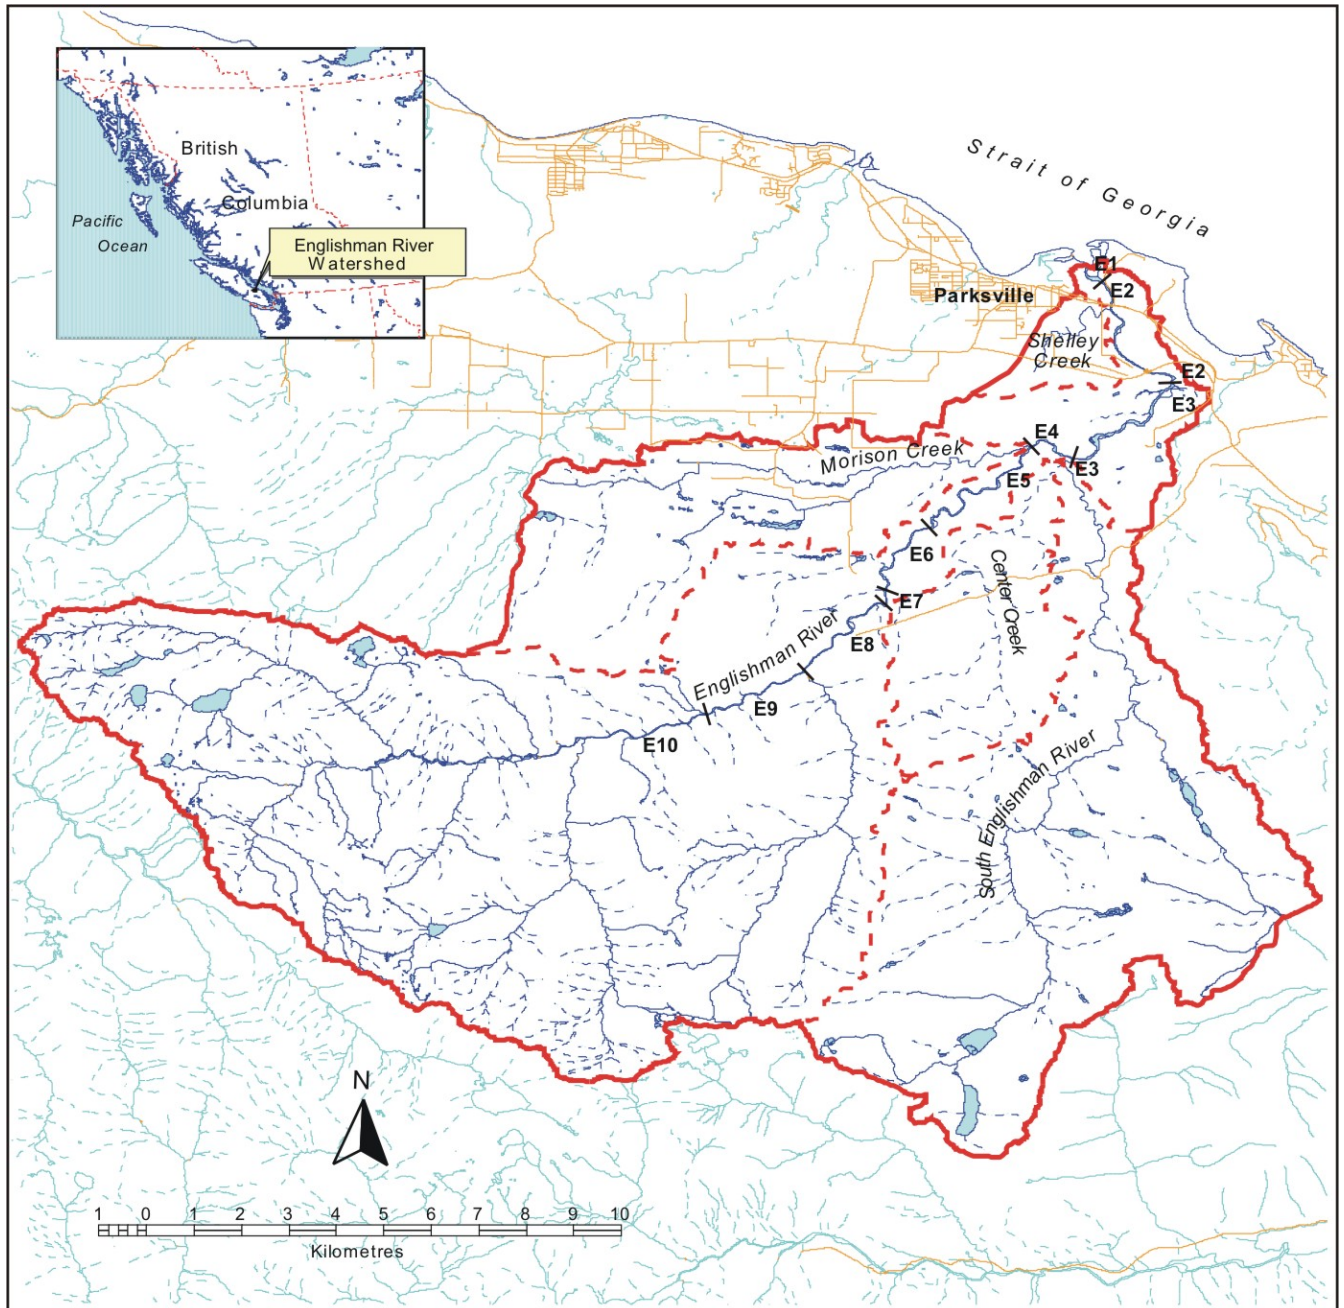 British
Columbia
Pacific
Ocean
Englishman River
Watershed
Strait of Georgia
E1
E2
Parksville
Shelley
Creek
E2
E3
E4
Morison Creek
E3
E5
E6
Center Creek
E7
E8
Englishman River
E9
E10
South Englishman River
N
1 0 1 2 3 4 5 6 7 8 9 10
Kilometres